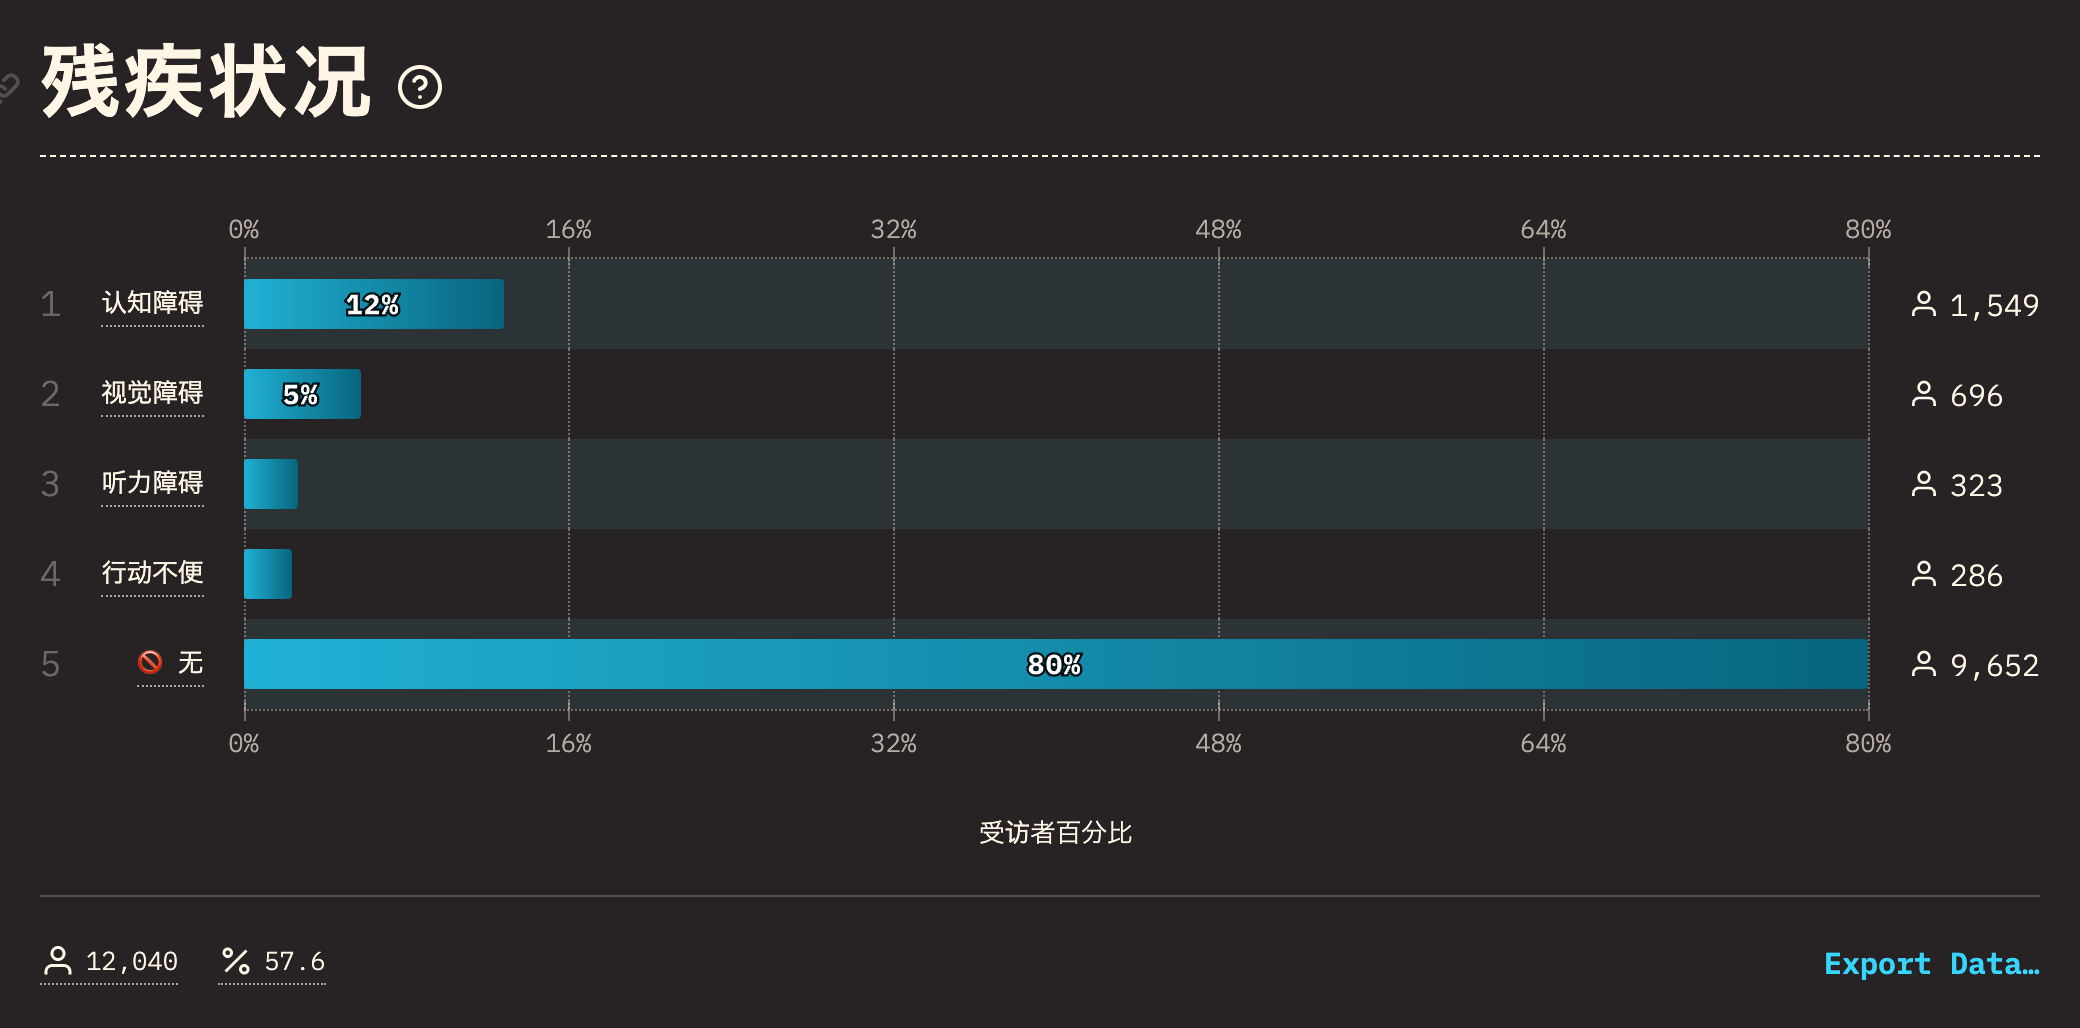 残疾状况
0% 16% 32% 48% 64% 80%
1 认知障碍 12% 1,549
2 视觉障碍 5% 696
3 听力障碍 323
4 行动不便 286
5 🚫 无 80% 9,652
0% 16% 32% 48% 64% 80%
受访者百分比
12,040 % 57.6 Export Data…